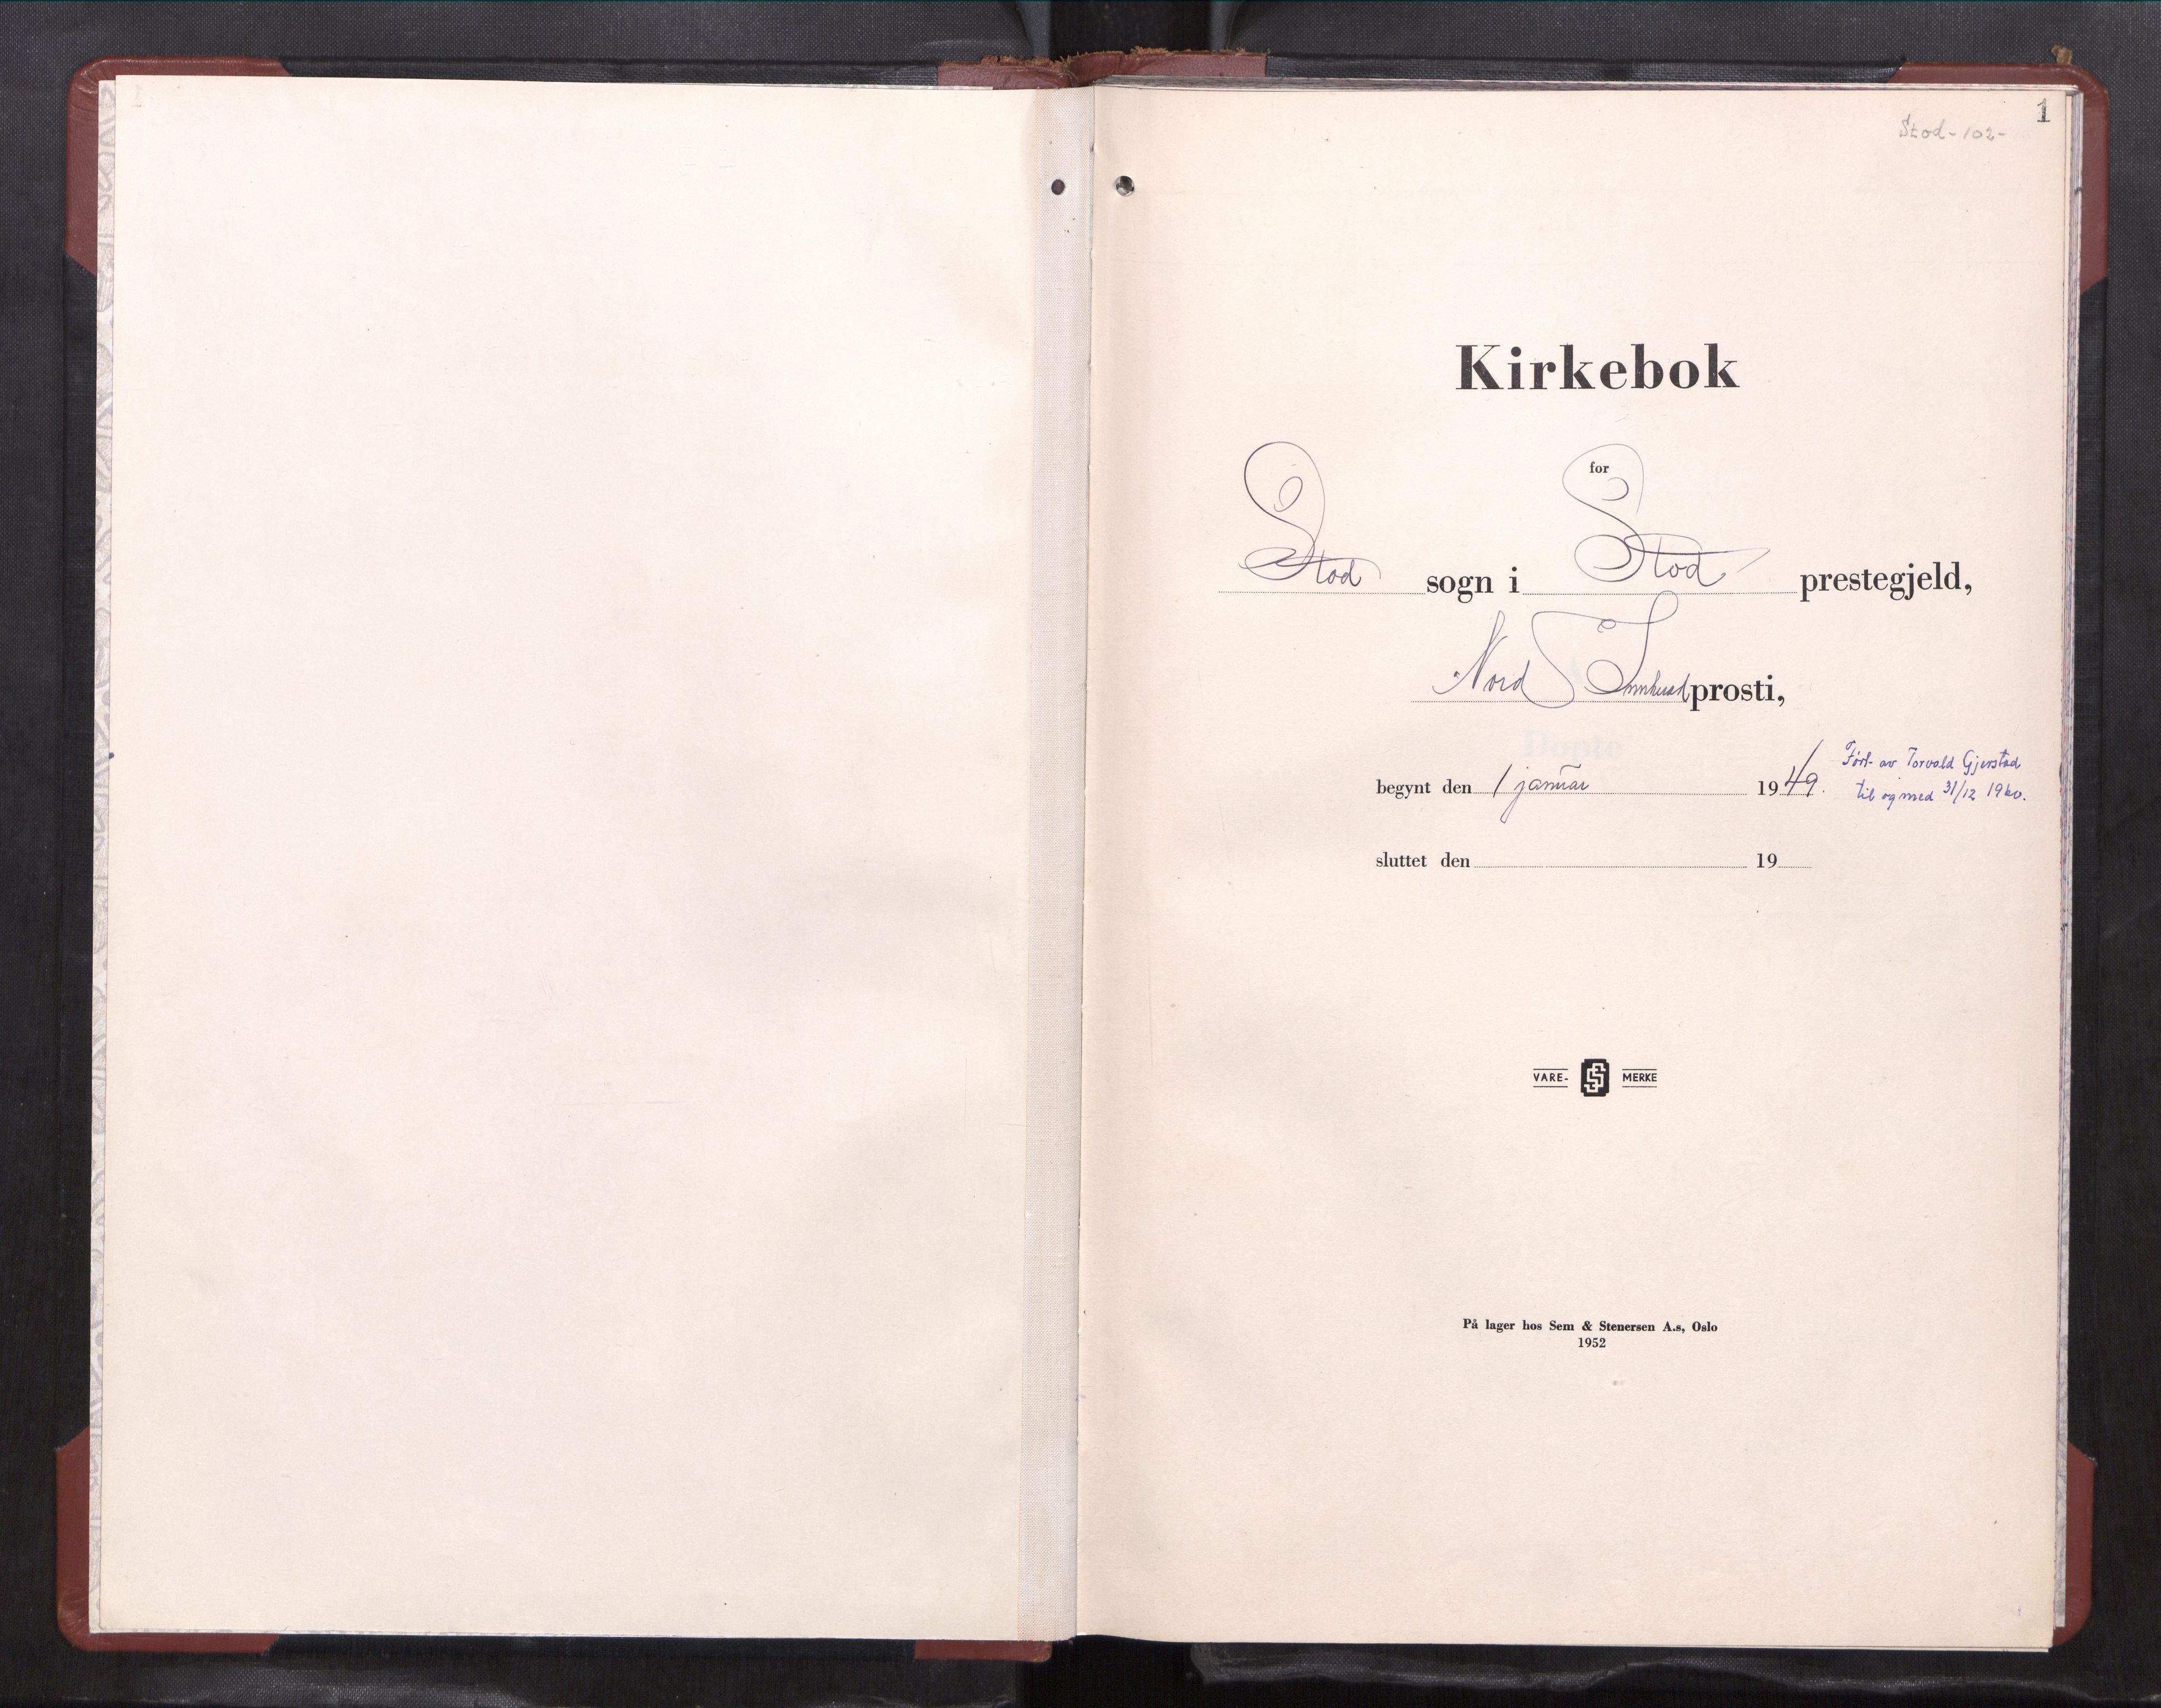 1
Stod - 102 -
Kirkebok
for
Stod sogn i Stod prestegjeld,
Nord Innherad prosti,
begynt den 1 januar 1949.
Ført av Torvald Gjerstad
til og med 31/12 1960.
sluttet den 19
VARE- SS MERKE
På lager hos Sem & Stenersen A.s, Oslo
1952